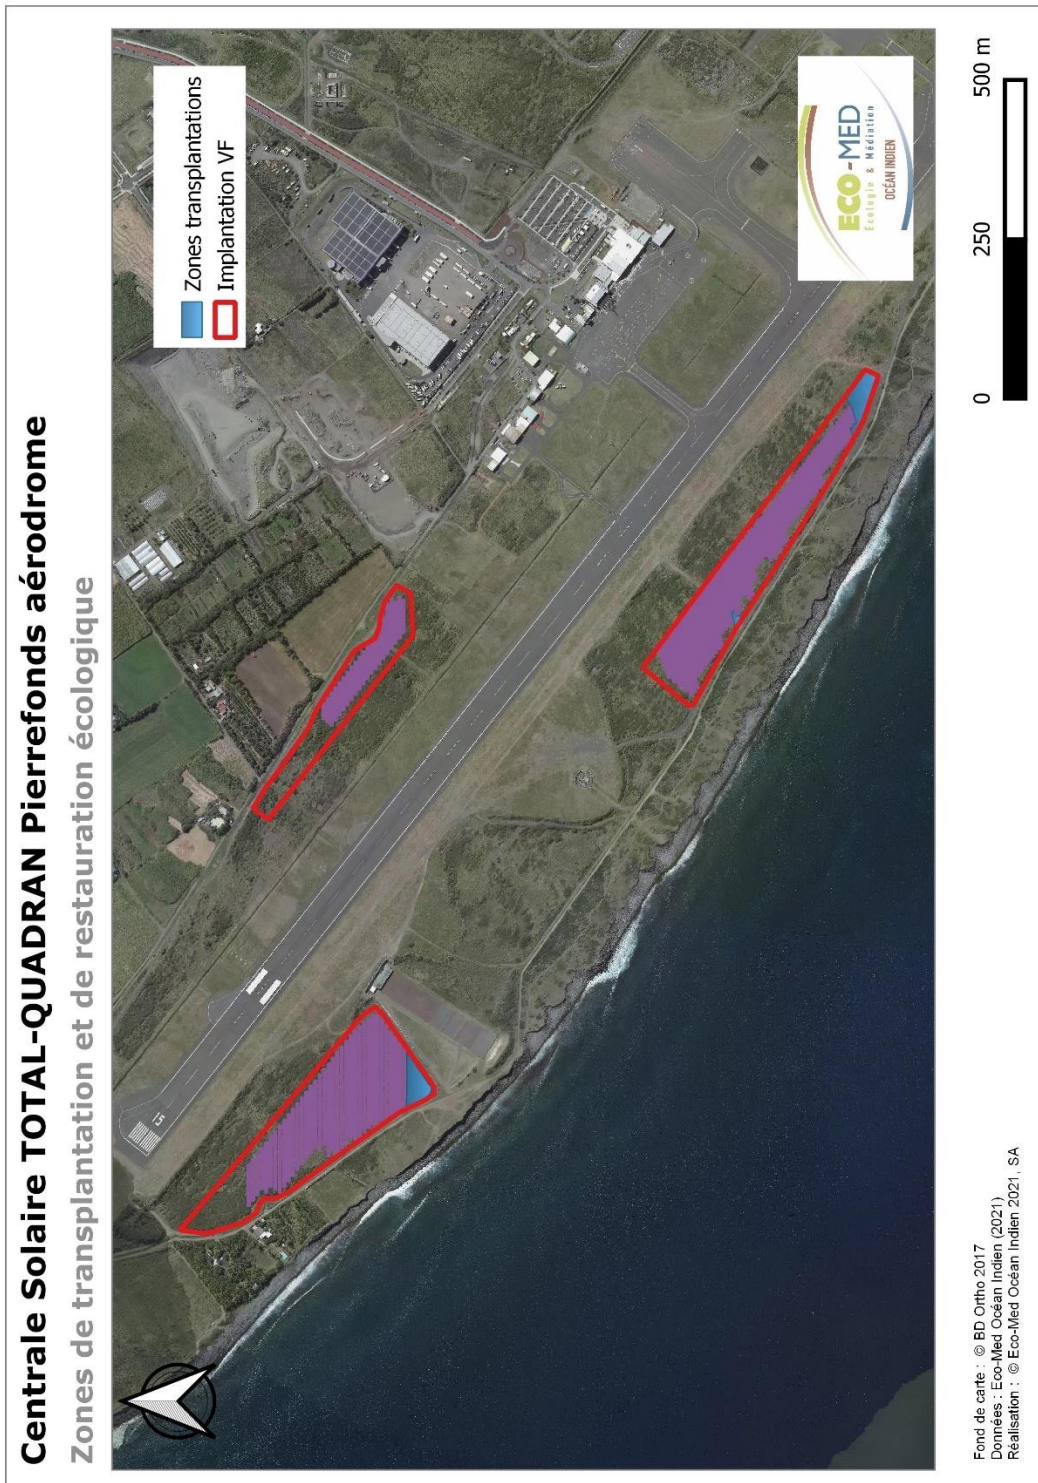 Centrale Solaire TOTAL-QUADRAN Pierrefonds aérodrome
Zones de transplantation et de restauration écologique
Zones transplantations
Implantation VF
15
ECO-MED
Écologie & Médiation
OCÉAN INDIEN
0 250 500 m
Fond de carte : © BD Ortho 2017
Données : Eco-Med Océan Indien (2021)
Réalisation : © Eco-Med Océan Indien 2021, SA